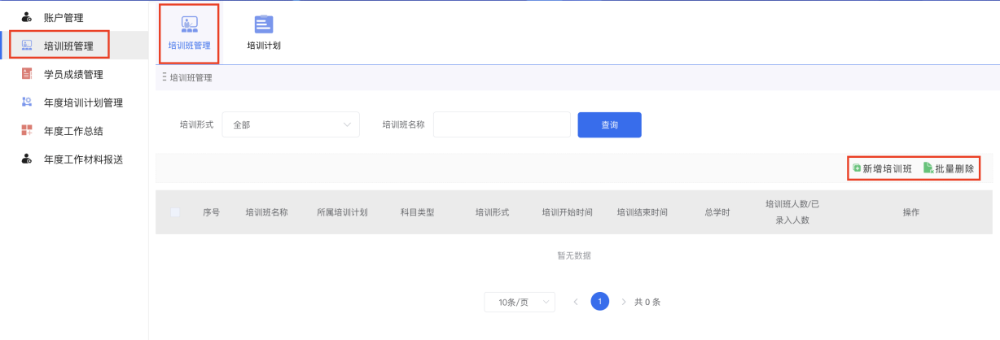 账户管理
培训班管理
学员成绩管理
年度培训计划管理
年度工作总结
年度工作材料报送
培训班管理 培训计划
培训班管理
培训形式 全部 培训班名称 查询
新增培训班 批量删除
序号 培训班名称 所属培训计划 科目类型 培训形式 培训开始时间 培训结束时间 总学时 培训班人数/已 操作
录入人数
暂无数据
10条/页 1 共 0 条